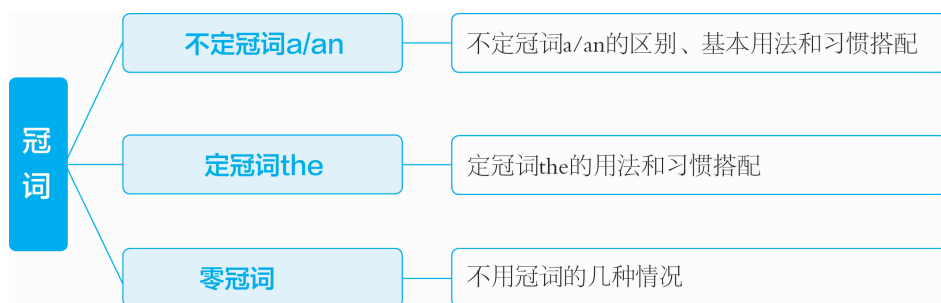 冠词
不定冠词a/an
不定冠词a/an的区别、基本用法和习惯搭配
定冠词the
定冠词the的用法和习惯搭配
零冠词
不用冠词的几种情况